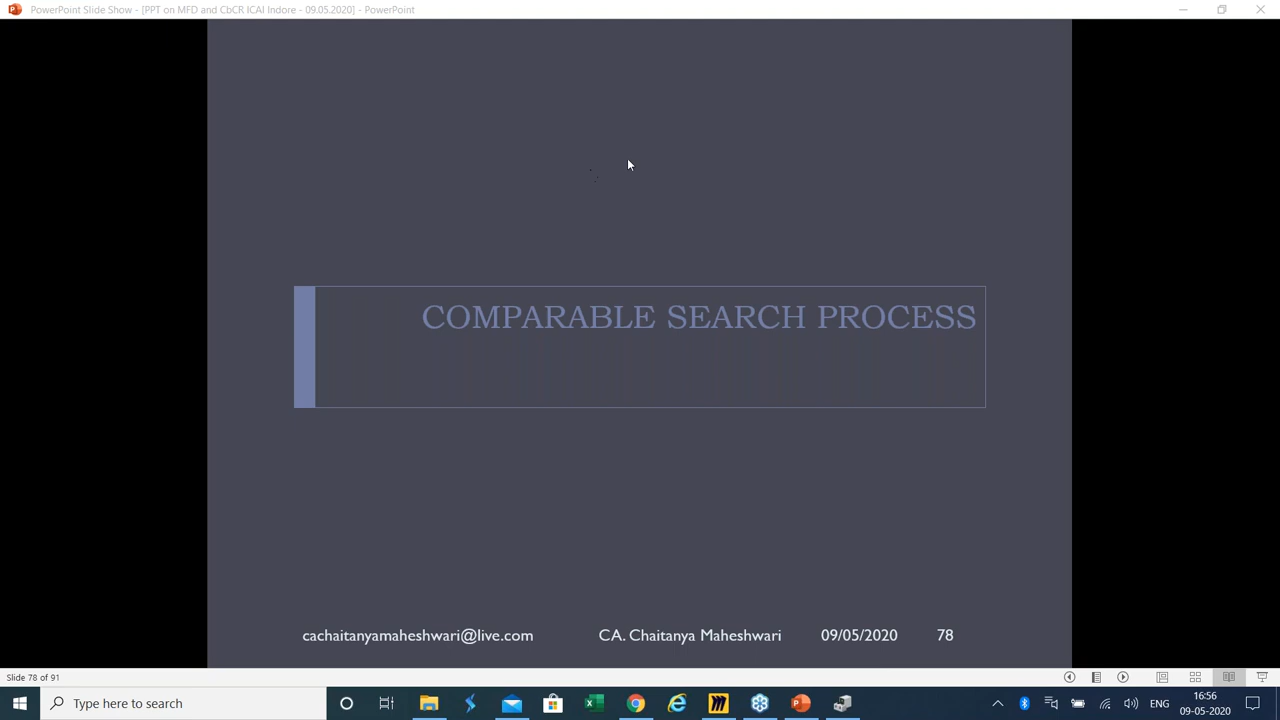 PowerPoint Slide Show - [PPT on MFD and CbCR ICAI Indore - 09.05.2020] - PowerPoint
COMPARABLE SEARCH PROCESS
cachaitanyamaheshwari@live.com CA. Chaitanya Maheshwari 09/05/2020 78
Slide 78 of 91
Type here to search
ENG
16:56
09-05-2020